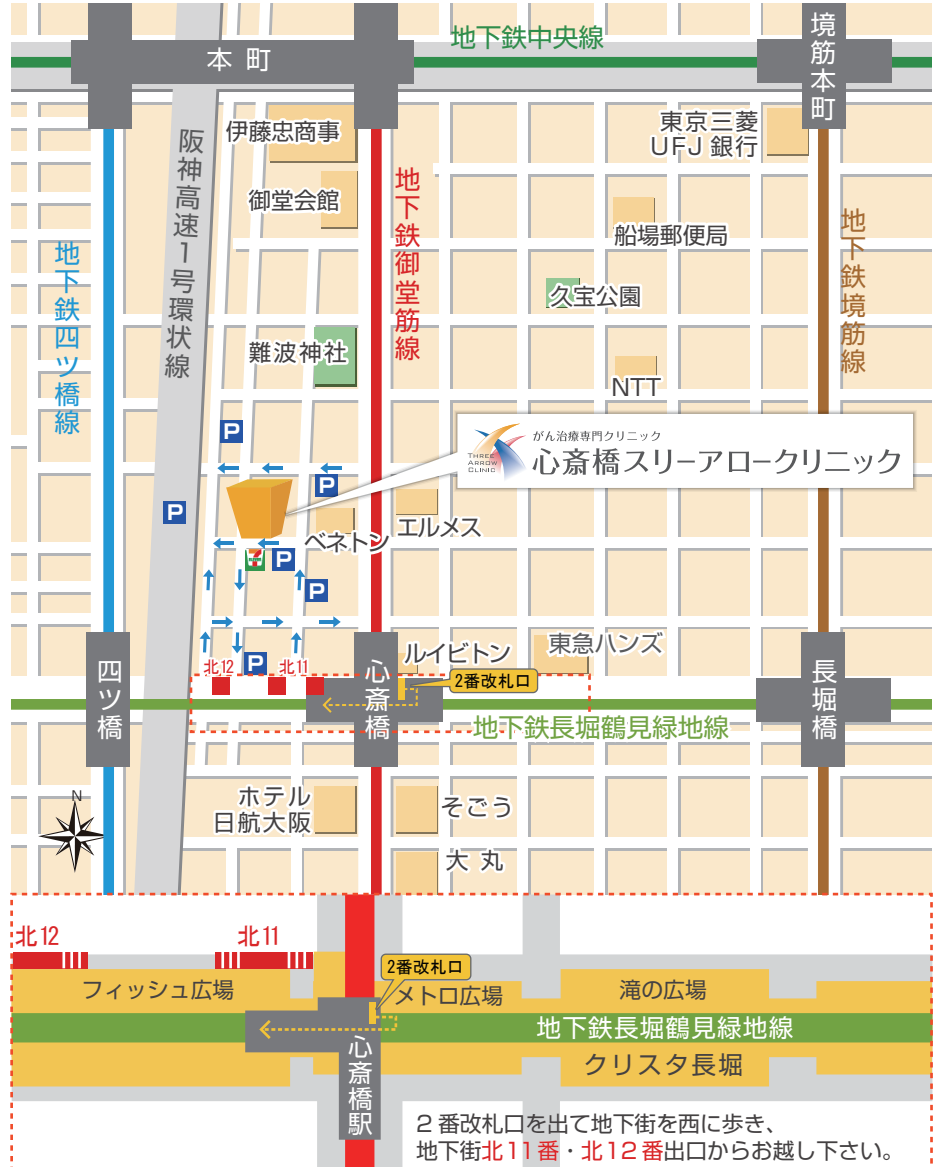 地下鉄中央線
本町
境筋本町
伊藤忠商事
東京三菱
UFJ銀行
阪神高速1号環状線
御堂会館
地下鉄御堂筋線
船場郵便局
地下鉄境筋線
地下鉄四ツ橋線
久宝公園
難波神社
NTT
P
THREE
ARROW
CLINIC
がん治療専門クリニック
心斎橋スリーアロークリニック
P
P
エルメス
ベネトン
7
P
P
四ツ橋
北12
P
北11
心斎橋
ルイビトン
東急ハンズ
2番改札口
長堀橋
地下鉄長堀鶴見緑地線
N
ホテル
日航大阪
そごう
大丸
北12
北11
2番改札口
フィッシュ広場
メトロ広場
滝の広場
地下鉄長堀鶴見緑地線
心斎橋駅
クリスタ長堀
2番改札口を出て地下街を西に歩き、
地下街北11番・北12番出口からお越し下さい。